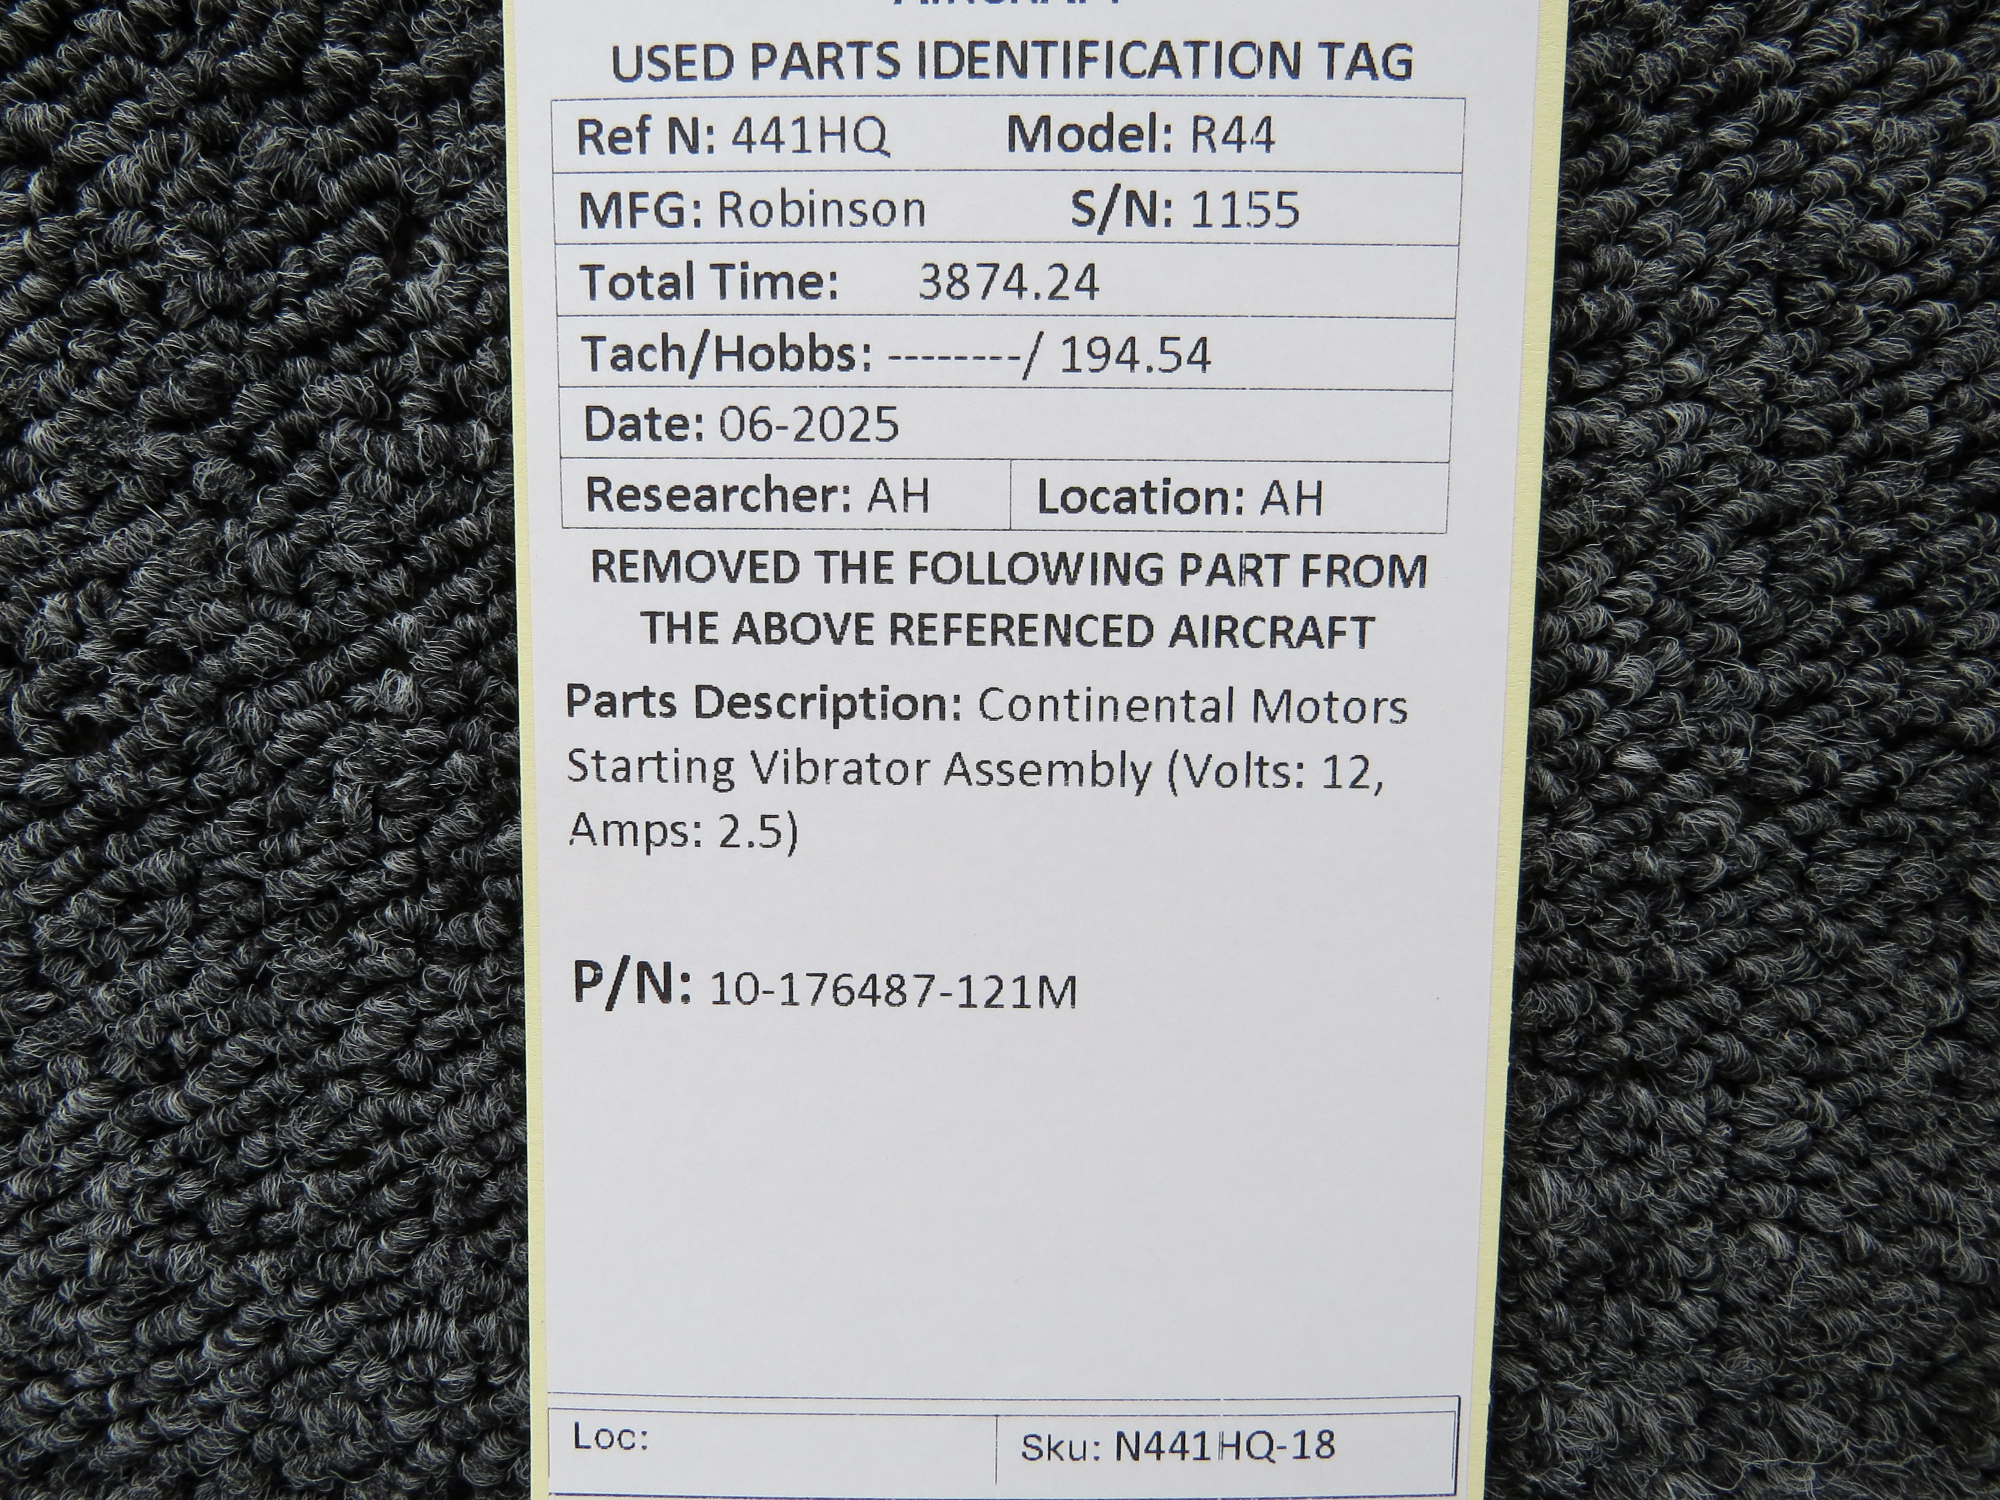 AIRCRAFT
USED PARTS IDENTIFICATION TAG
Ref N: 441HQ Model: R44
MFG: Robinson S/N: 1155
Total Time: 3874.24
Tach/Hobbs: --------/ 194.54
Date: 06-2025
Researcher: AH Location: AH
REMOVED THE FOLLOWING PART FROM
THE ABOVE REFERENCED AIRCRAFT
Parts Description: Continental Motors
Starting Vibrator Assembly (Volts: 12,
Amps: 2.5)
P/N: 10-176487-121M
Loc: Sku: N441HQ-18